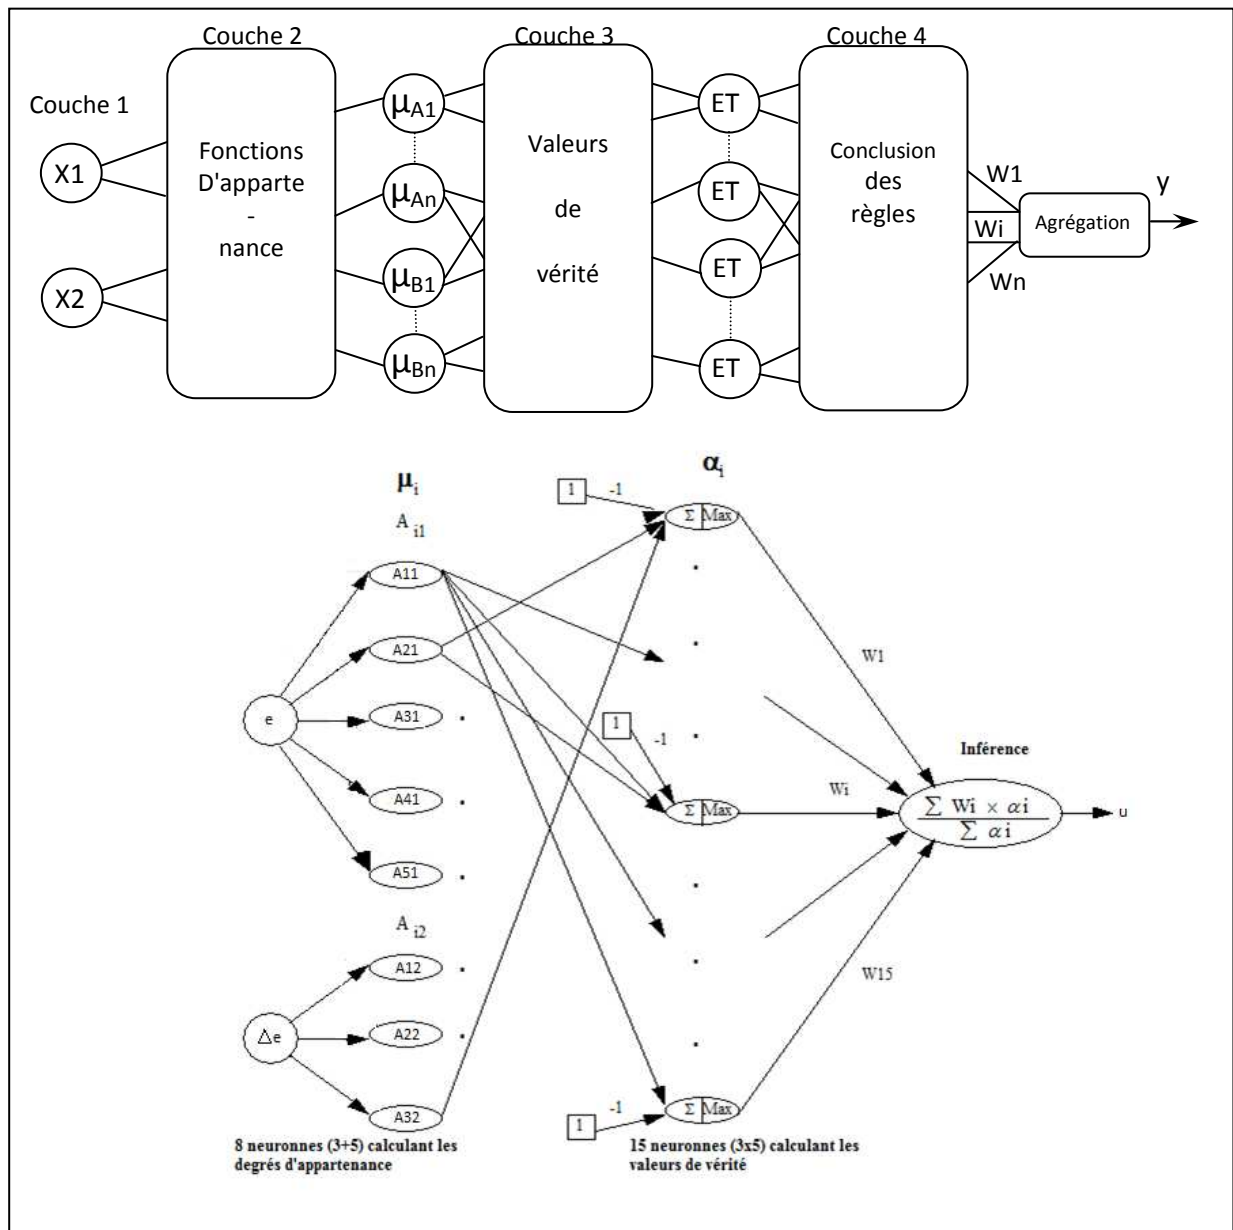 Couche 2
Couche 3
Couche 4
Couche 1
X1
X2
Fonctions
D'apparte
-
nance
μA1
μAn
μB1
μBn
Valeurs
de
vérité
ET
ET
ET
ET
Conclusion
des
règles
W1
Wi
Wn
Agrégation
y
μi
A i1
αi
1
-1
Σ Max
A11
A21
A31
A41
A51
e
1
-1
Σ Max
W1
Wi
Inférence
∑ Wi × αi
∑ αi
u
A i2
A12
A22
A32
Δe
W15
1
-1
Σ Max
8 neuronnes (3+5) calculant les
degrés d'appartenance
15 neuronnes (3x5) calculant les
valeurs de vérité